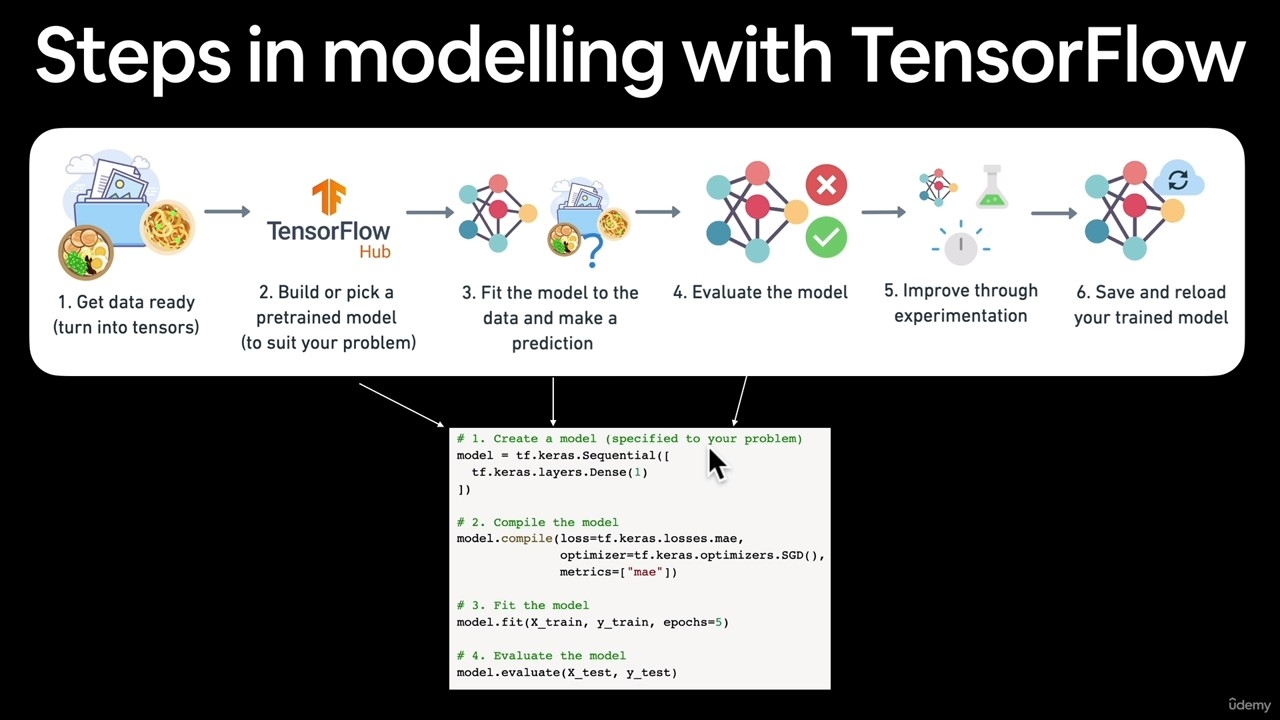 Steps in modelling with TensorFlow
TensorFlow
Hub
1. Get data ready
(turn into tensors)
2. Build or pick a
pretrained model
(to suit your problem)
3. Fit the model to the
data and make a
prediction
4. Evaluate the model
5. Improve through
experimentation
6. Save and reload
your trained model
# 1. Create a model (specified to your problem)
model = tf.keras.Sequential([
  tf.keras.layers.Dense(1)
])
# 2. Compile the model
model.compile(loss=tf.keras.losses.mae,
              optimizer=tf.keras.optimizers.SGD(),
              metrics=["mae"])
# 3. Fit the model
model.fit(X_train, y_train, epochs=5)
# 4. Evaluate the model
model.evaluate(X_test, y_test)
ûdemy